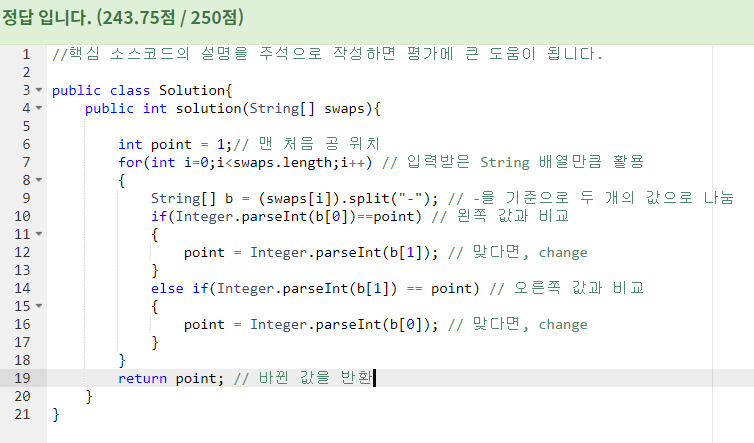 정답 입니다. (243.75점 / 250점)
1 //핵심 소스코드의 설명을 주석으로 작성하면 평가에 큰 도움이 됩니다.
2
3 public class Solution{
4 public int solution(String[] swaps){
5
6 int point = 1;// 맨 처음 공 위치
7 for(int i=0;i<swaps.length;i++) // 입력받은 String 배열만큼 활용
8 {
9 String[] b = (swaps[i]).split("-"); // -을 기준으로 두 개의 값으로 나눔
10 if(Integer.parseInt(b[0])==point) // 왼쪽 값과 비교
11 {
12 point = Integer.parseInt(b[1]); // 맞다면, change
13 }
14 else if(Integer.parseInt(b[1]) == point) // 오른쪽 값과 비교
15 {
16 point = Integer.parseInt(b[0]); // 맞다면, change
17 }
18 }
19 return point; // 바뀐 값을 반환
20 }
21 }